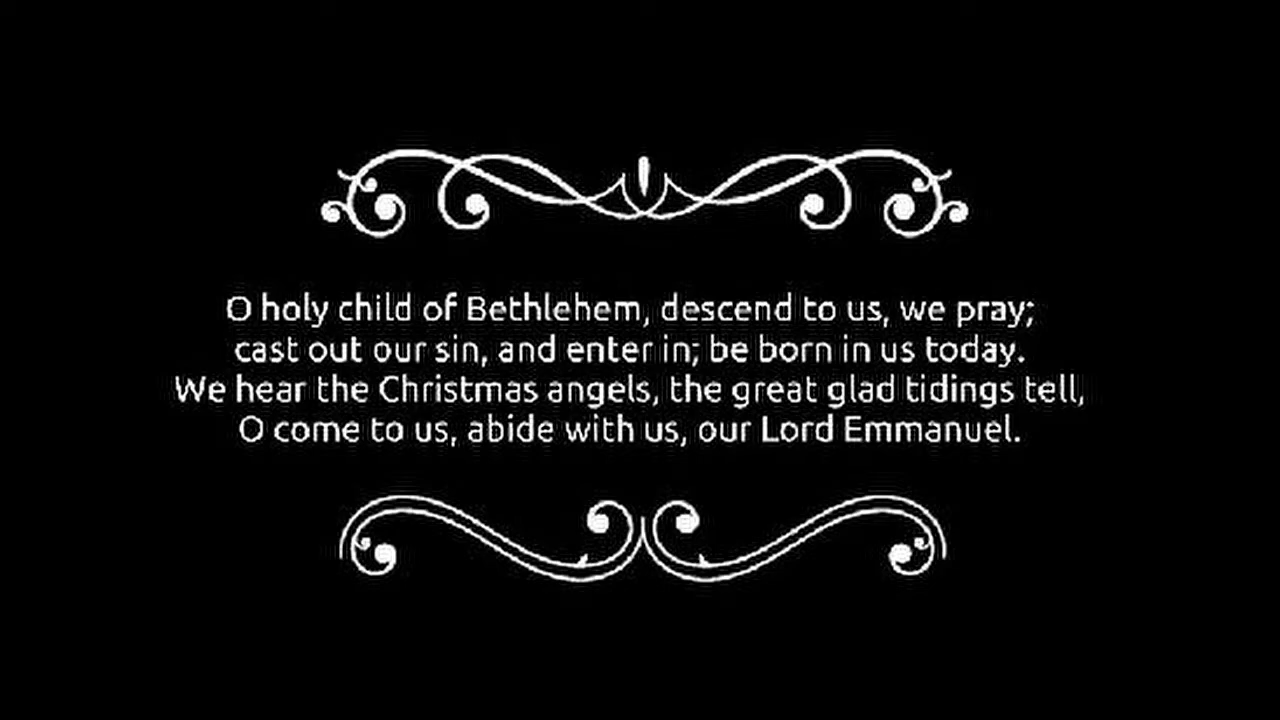 O holy child of Bethlehem, descend to us, we pray;
cast out our sin, and enter in; be born in us today.
We hear the Christmas angels, the great glad tidings tell,
O come to us, abide with us, our Lord Emmanuel.